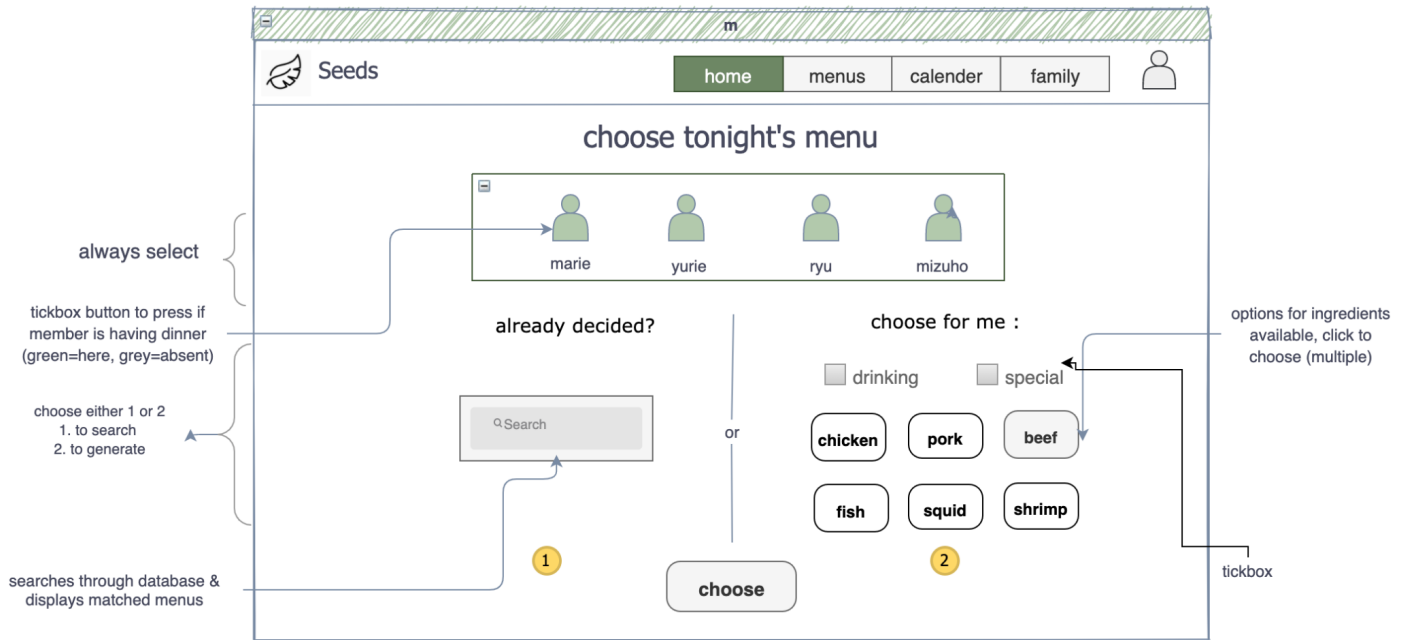 m
Seeds
home
menus
calender
family
choose tonight's menu
marie
yurie
ryu
mizuho
always select
tickbox button to press if
member is having dinner
(green=here, grey=absent)
already decided?
choose for me :
options for ingredients
available, click to
choose (multiple)
drinking
special
choose either 1 or 2
1. to search
2. to generate
Search
or
chicken
pork
beef
fish
squid
shrimp
1
2
tickbox
searches through database &
displays matched menus
choose